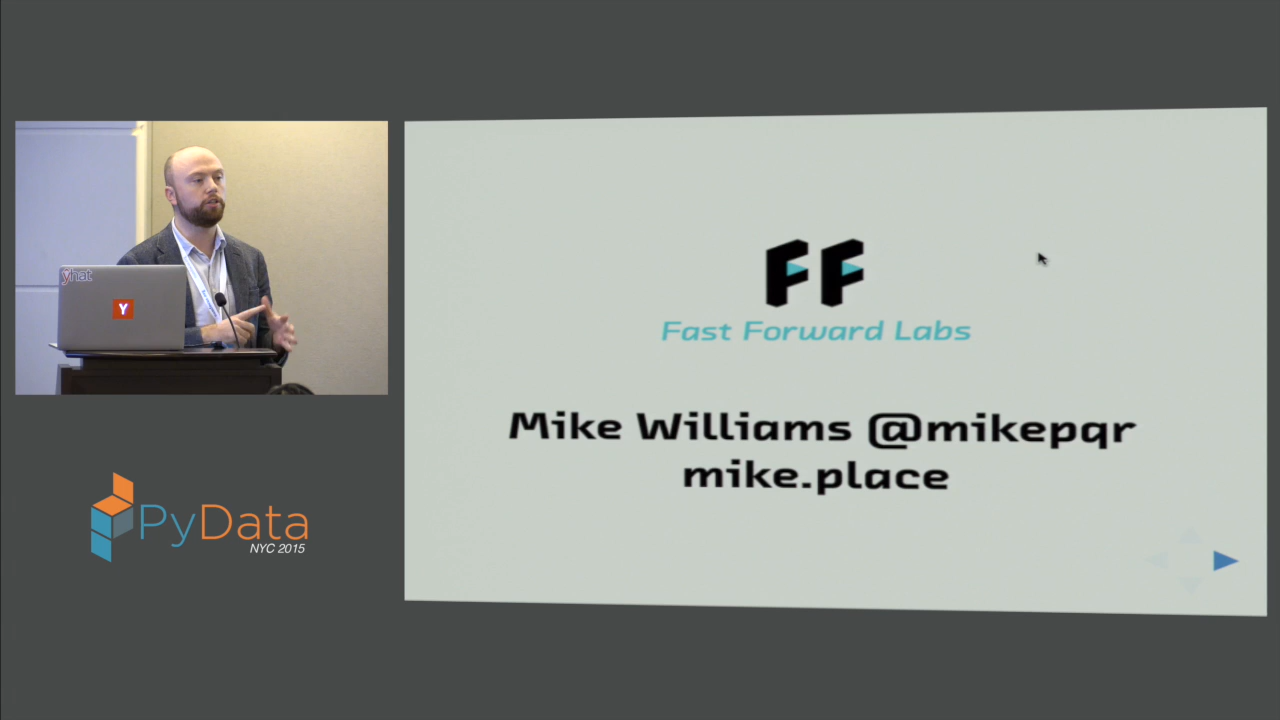 yhat
Y
PyData
NYC 2015
FF
Fast Forward Labs
Mike Williams @mikepqr
mike.place